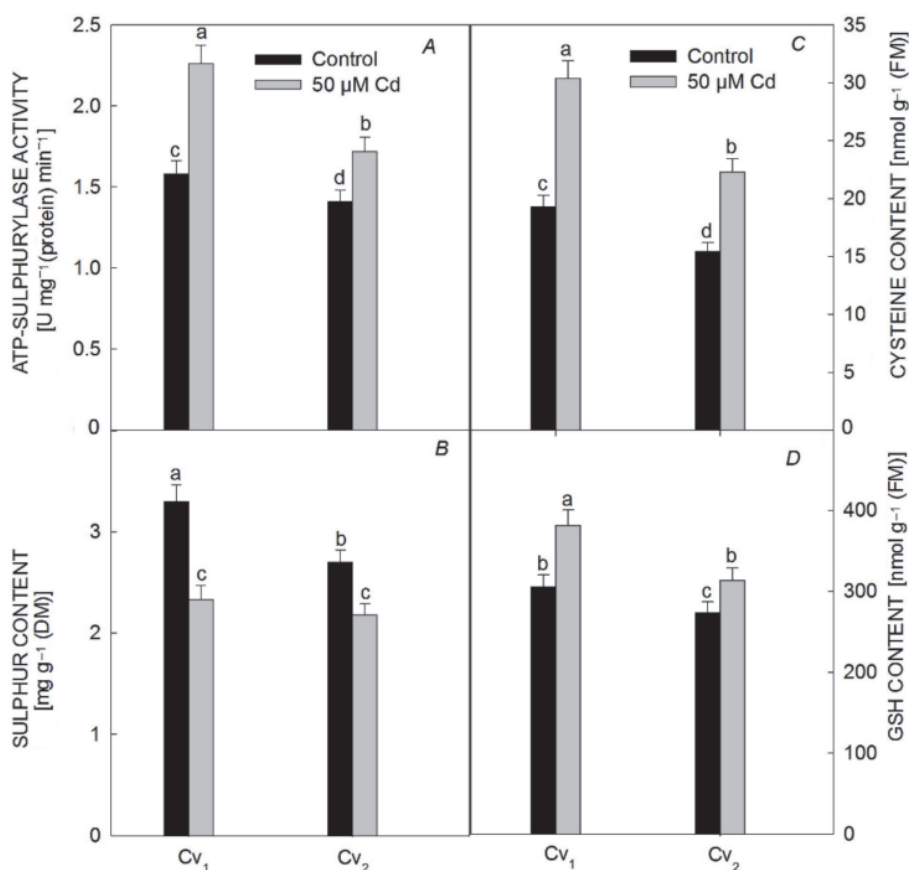 ATP-SULPHURYLASE ACTIVITY
[U mg⁻¹ (protein) min⁻¹]
2.5
2.0
1.5
1.0
0.5
0
A
Control
50 µM Cd
a
c
b
d
C
Control
50 µM Cd
a
c
b
d
35
30
25
20
15
10
5
0
CYSTEINE CONTENT [nmol g⁻¹ (FM)]
SULPHUR CONTENT
[mg g⁻¹ (DM)]
3
2
1
0
B
a
c
b
c
Cv₁
Cv₂
D
b
a
c
b
Cv₁
Cv₂
400
300
200
100
0
GSH CONTENT [nmol g⁻¹ (FM)]